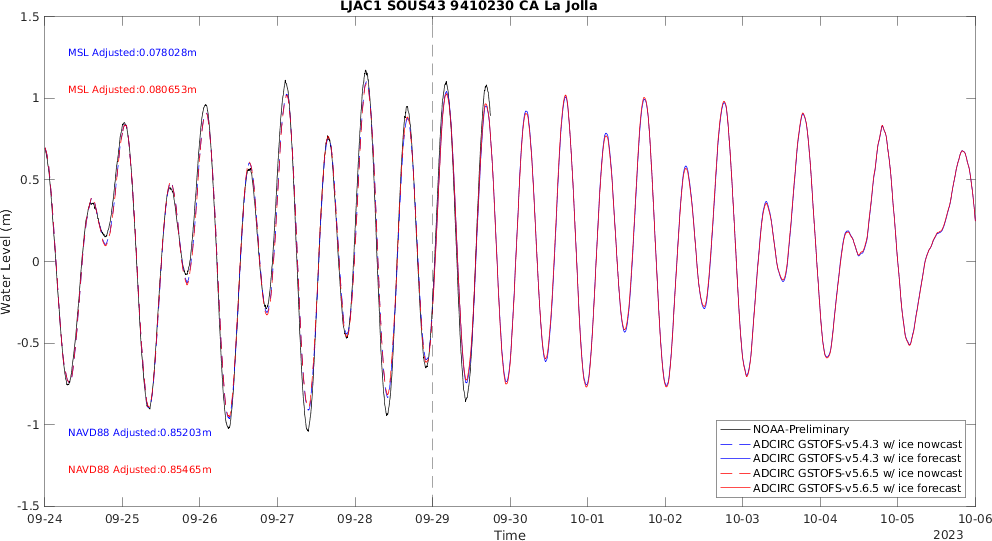 LJAC1 SOUS43 9410230 CA La Jolla
1.5
1
0.5
0
-0.5
-1
-1.5
Water Level (m)
MSL Adjusted:0.078028m
MSL Adjusted:0.080653m
NAVD88 Adjusted:0.85203m
NAVD88 Adjusted:0.85465m
NOAA-Preliminary
ADCIRC GSTOFS-v5.4.3 w/ ice nowcast
ADCIRC GSTOFS-v5.4.3 w/ ice forecast
ADCIRC GSTOFS-v5.6.5 w/ ice nowcast
ADCIRC GSTOFS-v5.6.5 w/ ice forecast
09-24 09-25 09-26 09-27 09-28 09-29 09-30 10-01 10-02 10-03 10-04 10-05 10-06
Time
2023